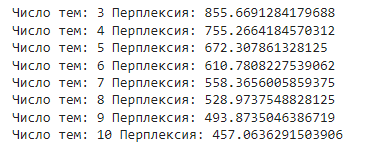 Число тем: 3 Перплексия: 855.6691284179688
Число тем: 4 Перплексия: 755.2664184570312
Число тем: 5 Перплексия: 672.307861328125
Число тем: 6 Перплексия: 610.7808227539062
Число тем: 7 Перплексия: 558.3656005859375
Число тем: 8 Перплексия: 528.9737548828125
Число тем: 9 Перплексия: 493.8735046386719
Число тем: 10 Перплексия: 457.0636291503906